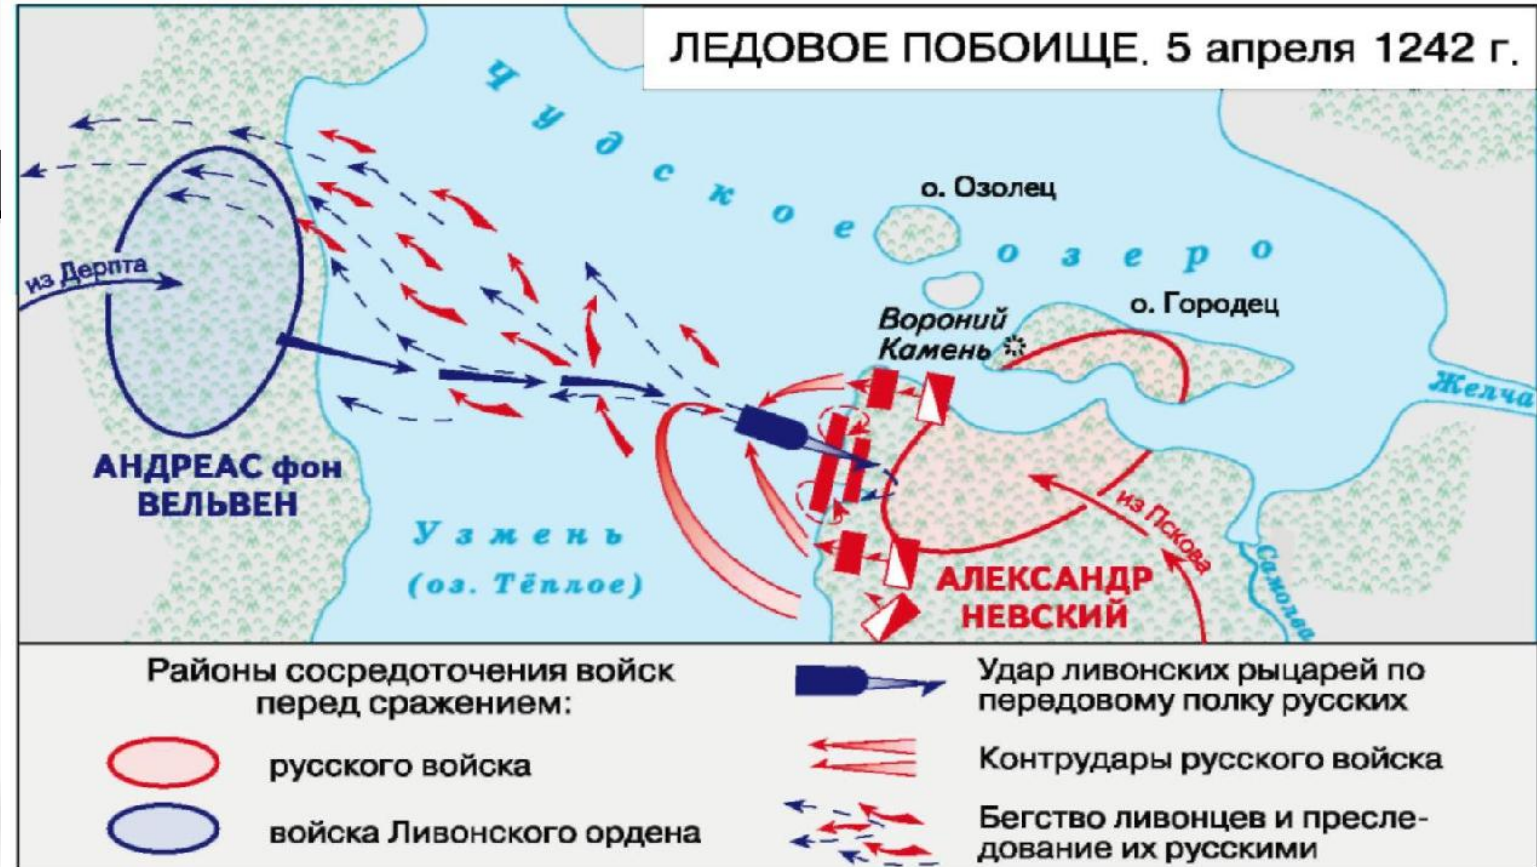 ЛЕДОВОЕ ПОБОИЩЕ. 5 апреля 1242 г.
Чудское озеро
о. Озолец
о. Городец
Вороний
Камень
Желча
из Дерпта
АНДРЕАС фон
ВЕЛЬВЕН
Узмень
(оз. Тёплое)
из Пскова
АЛЕКСАНДР
НЕВСКИЙ
Самолва
Районы сосредоточения войск
перед сражением:
русского войска
войска Ливонского ордена
Удар ливонских рыцарей по
передовому полку русских
Контрудары русского войска
Бегство ливонцев и пресле-
дование их русскими